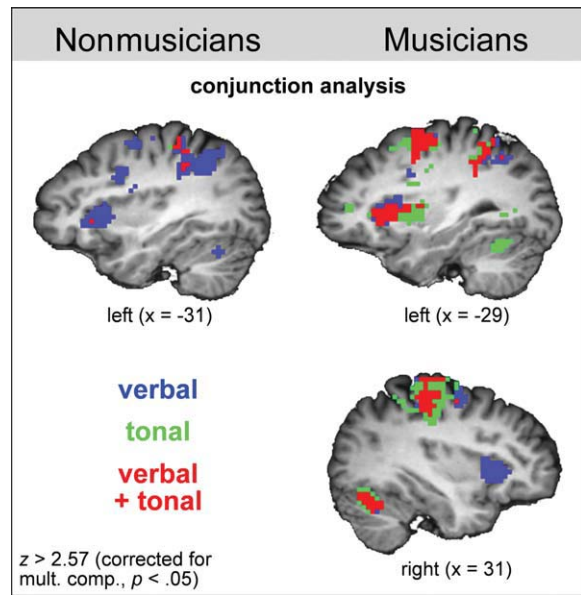 Nonmusicians Musicians
conjunction analysis
left (x = -31) left (x = -29)
verbal
tonal
verbal
+ tonal
z > 2.57 (corrected for
mult. comp., p < .05)
right (x = 31)